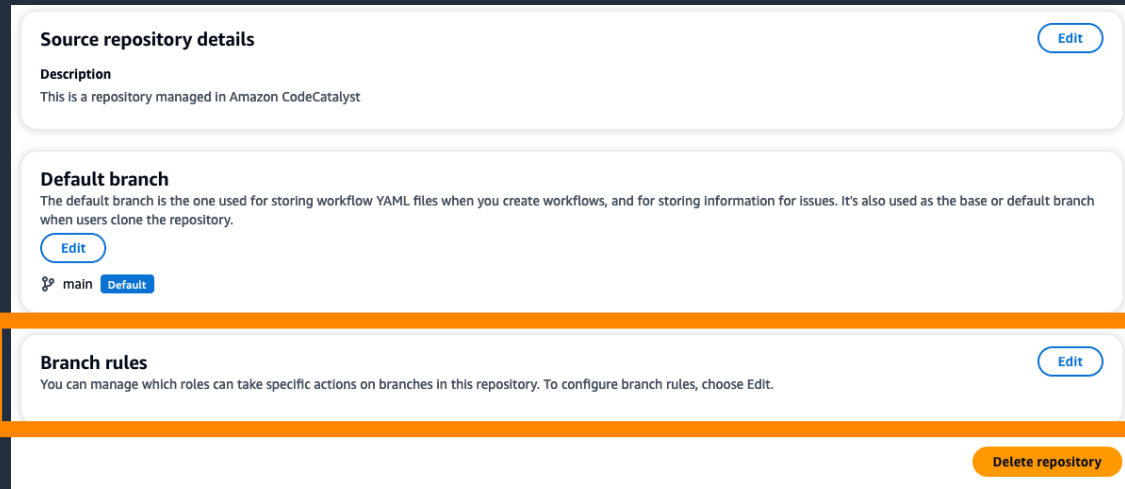 Source repository details
Edit
Description
This is a repository managed in Amazon CodeCatalyst
Default branch
The default branch is the one used for storing workflow YAML files when you create workflows, and for storing information for issues. It's also used as the base or default branch
when users clone the repository.
Edit
main Default
Branch rules
Edit
You can manage which roles can take specific actions on branches in this repository. To configure branch rules, choose Edit.
Delete repository